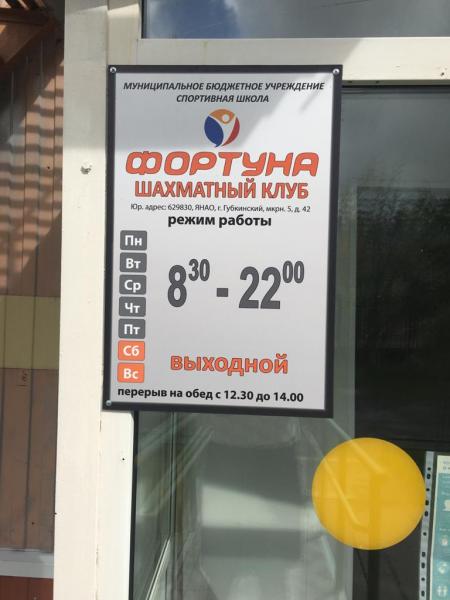 МУНИЦИПАЛЬНОЕ БЮДЖЕТНОЕ УЧРЕЖДЕНИЕ
СПОРТИВНАЯ ШКОЛА
ФОРТУНА
ШАХМАТНЫЙ КЛУБ
Юр. адрес: 629830, ЯНАО, г. Губкинский, мкрн. 5, д. 42
режим работы
Пн
Вт
Ср
Чт
Пт
8³⁰ - 22⁰⁰
Сб
Вс
ВЫХОДНОЙ
перерыв на обед с 12.30 до 14.00